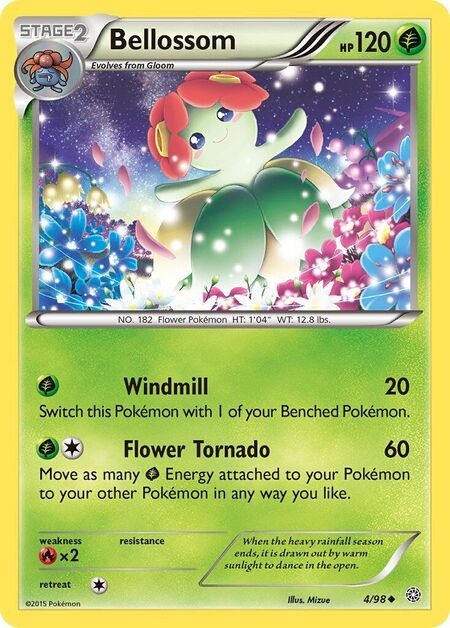 STAGE2
Bellossom
HP120
Evolves from Gloom
NO. 182 Flower Pokémon HT: 1'04" WT: 12.8 lbs.
Windmill 20
Switch this Pokémon with 1 of your Benched Pokémon.
Flower Tornado 60
Move as many Energy attached to your Pokémon
to your other Pokémon in any way you like.
weakness resistance
×2
retreat
When the heavy rainfall season
ends, it is drawn out by warm
sunlight to dance in the open.
©2015 Pokémon Illus. Mizue 4/98